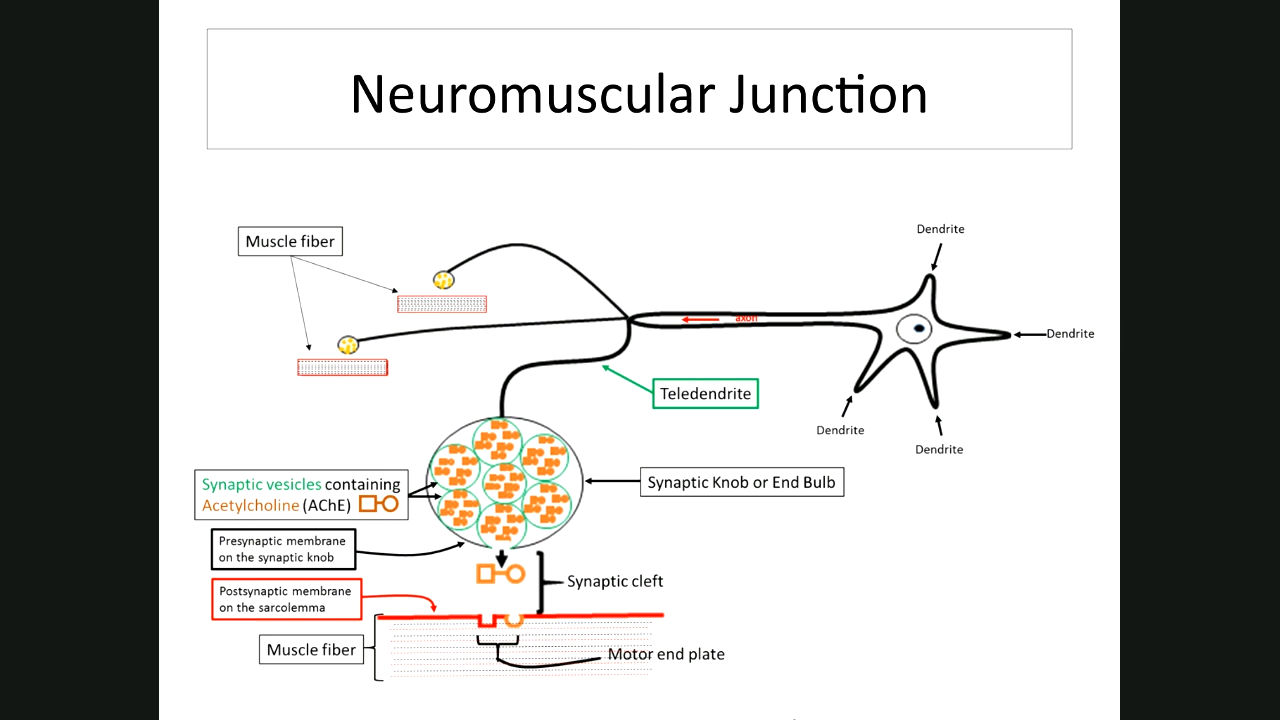 Neuromuscular Junction
Muscle fiber
Dendrite
axon
Dendrite
Teledendrite
Dendrite
Dendrite
Synaptic vesicles containing
Acetylcholine (AChE)
Synaptic Knob or End Bulb
Presynaptic membrane
on the synaptic knob
Synaptic cleft
Postsynaptic membrane
on the sarcolemma
Muscle fiber
Motor end plate